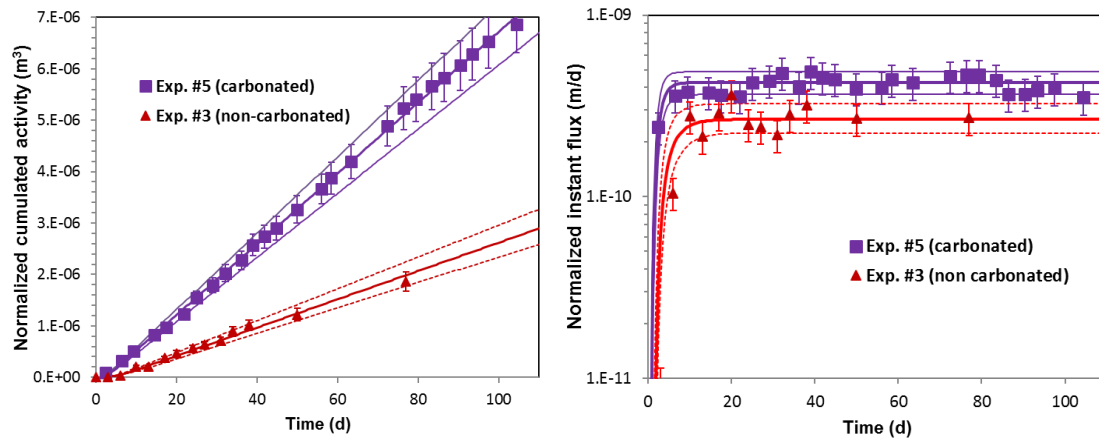 7.E-06
6.E-06
5.E-06
4.E-06
3.E-06
2.E-06
1.E-06
0.E+00
0
20
40
60
80
100
Time (d)
Normalized cumulated activity (m³)
Exp. #5 (carbonated)
Exp. #3 (non-carbonated)
1.E-09
1.E-10
1.E-11
0
20
40
60
80
100
Time (d)
Normalized instant flux (m/d)
Exp. #5 (carbonated)
Exp. #3 (non carbonated)